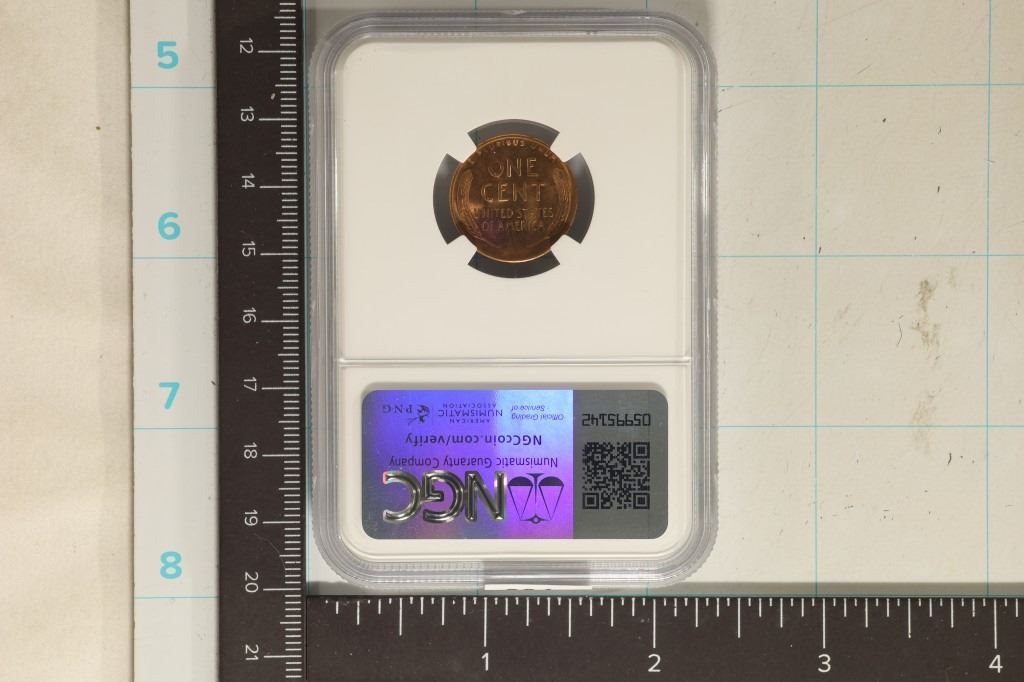 5
6
7
8
12
13
14
15
16
17
18
19
20
21
ONE
CENT
UNITED STATES
OF AMERICA
NGC
Numismatic Guaranty Company
NGCcoin.com/verify
Official Grading
Service of
AMERICAN
NUMISMATIC
ASSOCIATION
PNG
059995142
1
2
3
4